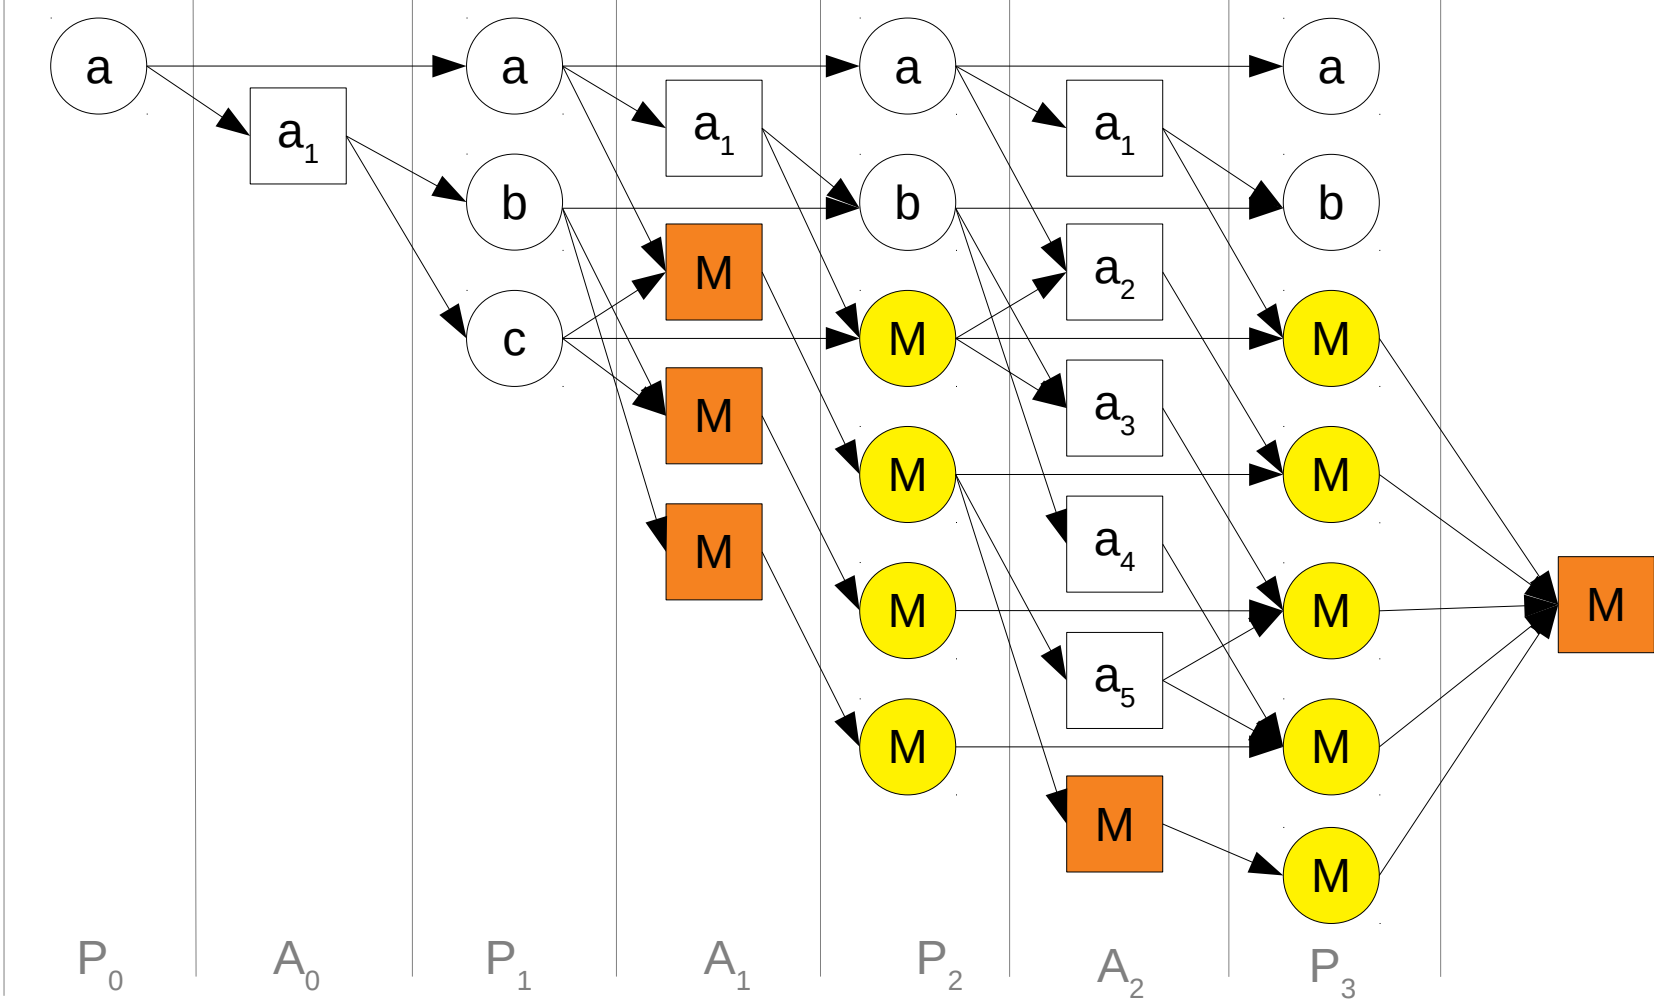 a a a a
a₁ a₁ a₁
b b b
M a₂
c M M
M a₃
M M
M a₄
M M M
a₅
M M
M
M
P₀ A₀ P₁ A₁ P₂ A₂ P₃